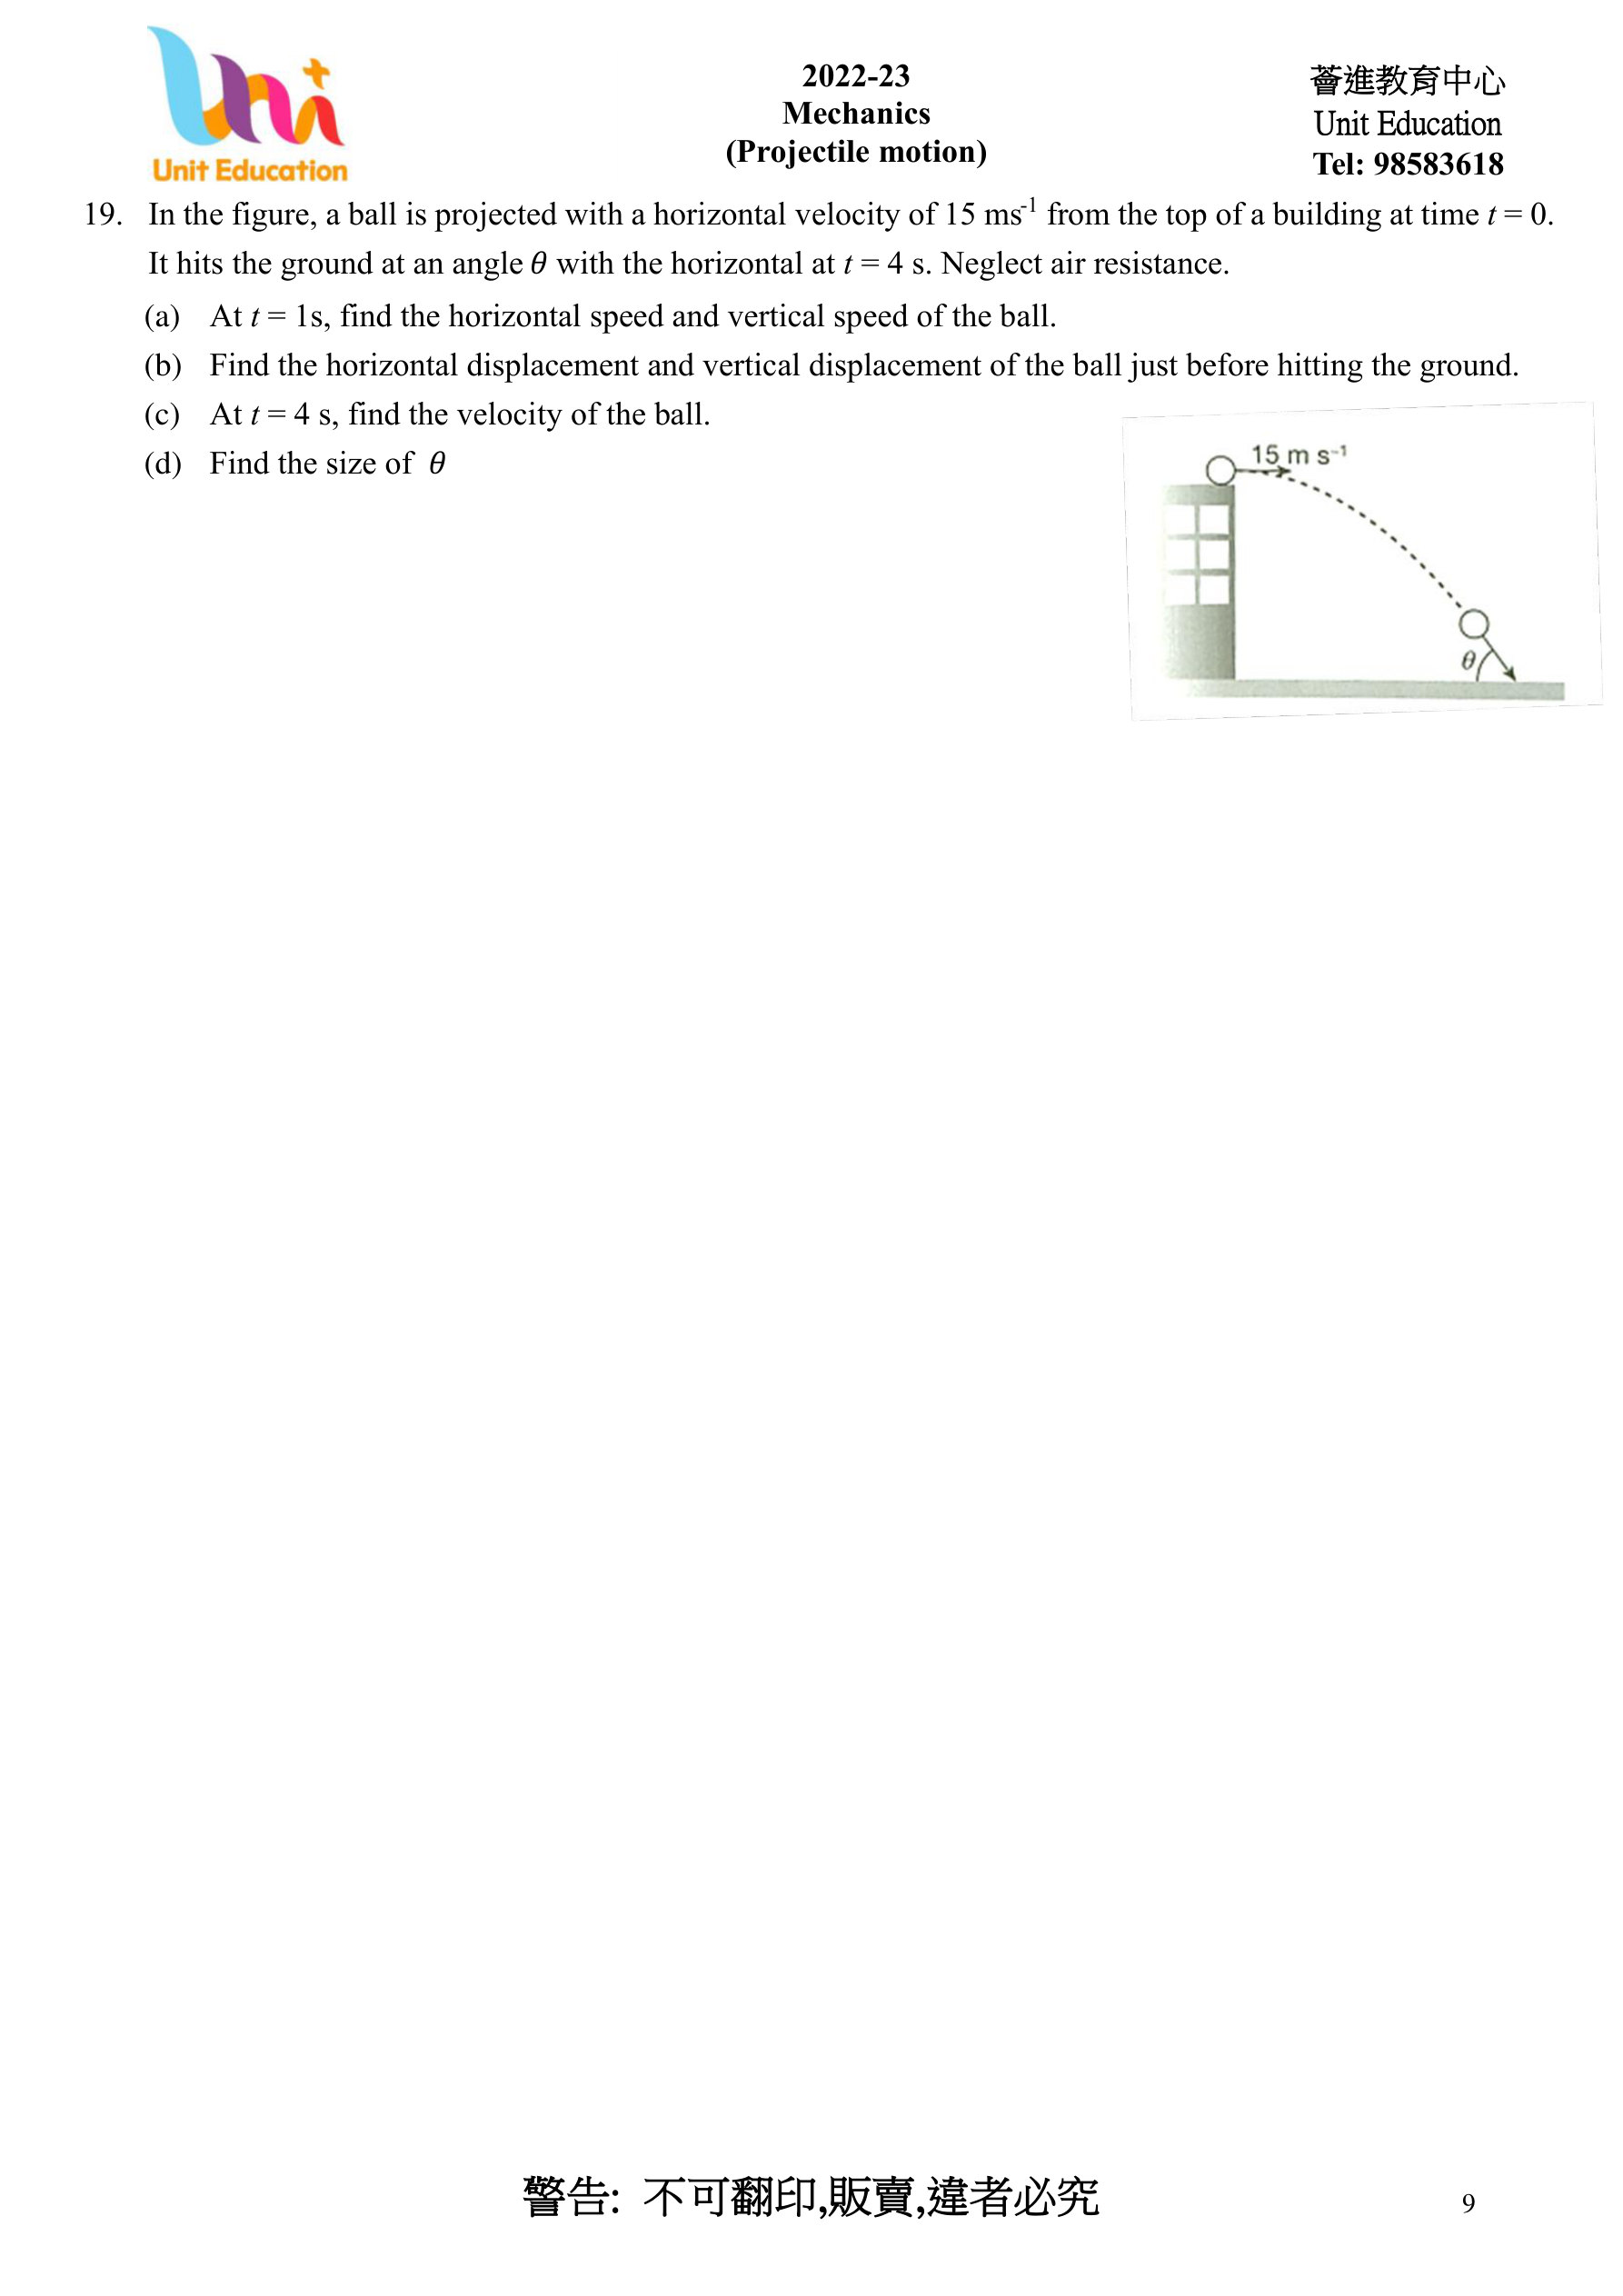 Unit Education
2022-23
Mechanics
(Projectile motion)
薈進教育中心
Unit Education
Tel: 98583618
19. In the figure, a ball is projected with a horizontal velocity of 15 ms⁻¹ from the top of a building at time t = 0.
It hits the ground at an angle θ with the horizontal at t = 4 s. Neglect air resistance.
(a) At t = 1s, find the horizontal speed and vertical speed of the ball.
(b) Find the horizontal displacement and vertical displacement of the ball just before hitting the ground.
(c) At t = 4 s, find the velocity of the ball.
(d) Find the size of θ
15 m s⁻¹
θ
警告: 不可翻印,販賣,違者必究
9